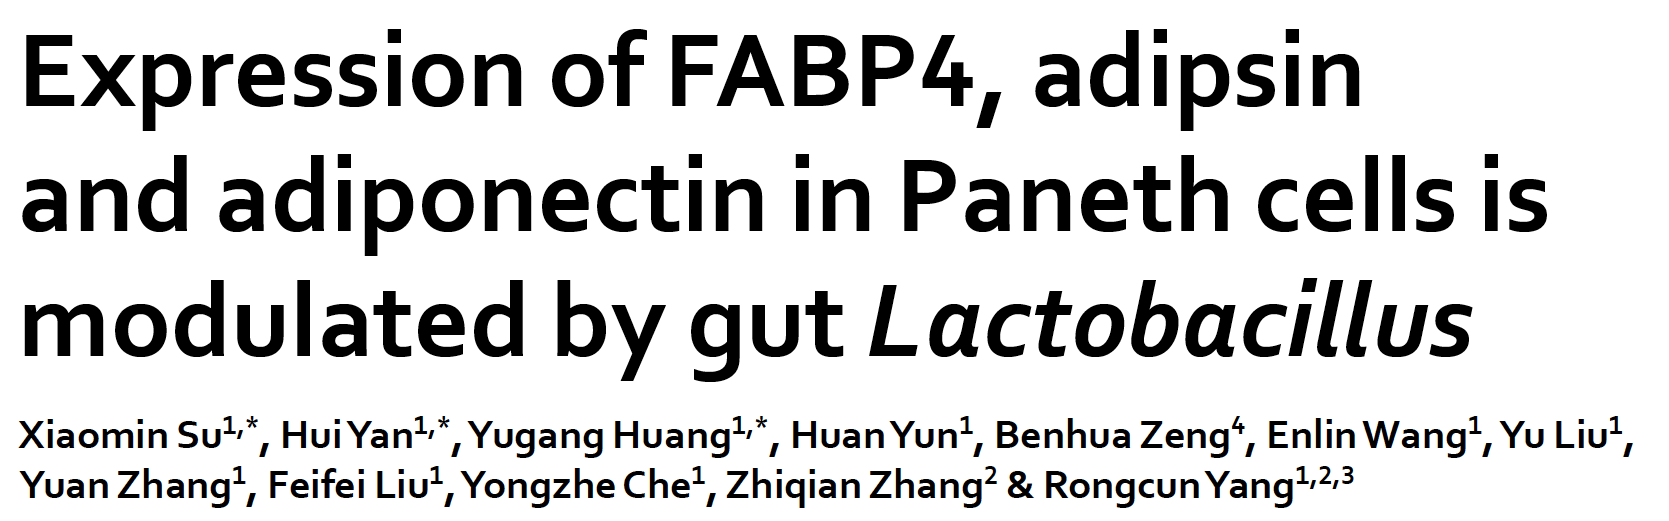 Expression of FABP4, adipsin
and adiponectin in Paneth cells is
modulated by gut Lactobacillus
Xiaomin Su1,*, Hui Yan1,*, Yugang Huang1,*, Huan Yun1, Benhua Zeng4, Enlin Wang1, Yu Liu1,
Yuan Zhang1, Feifei Liu1, Yongzhe Che1, Zhiqian Zhang2 & Rongcun Yang1,2,3